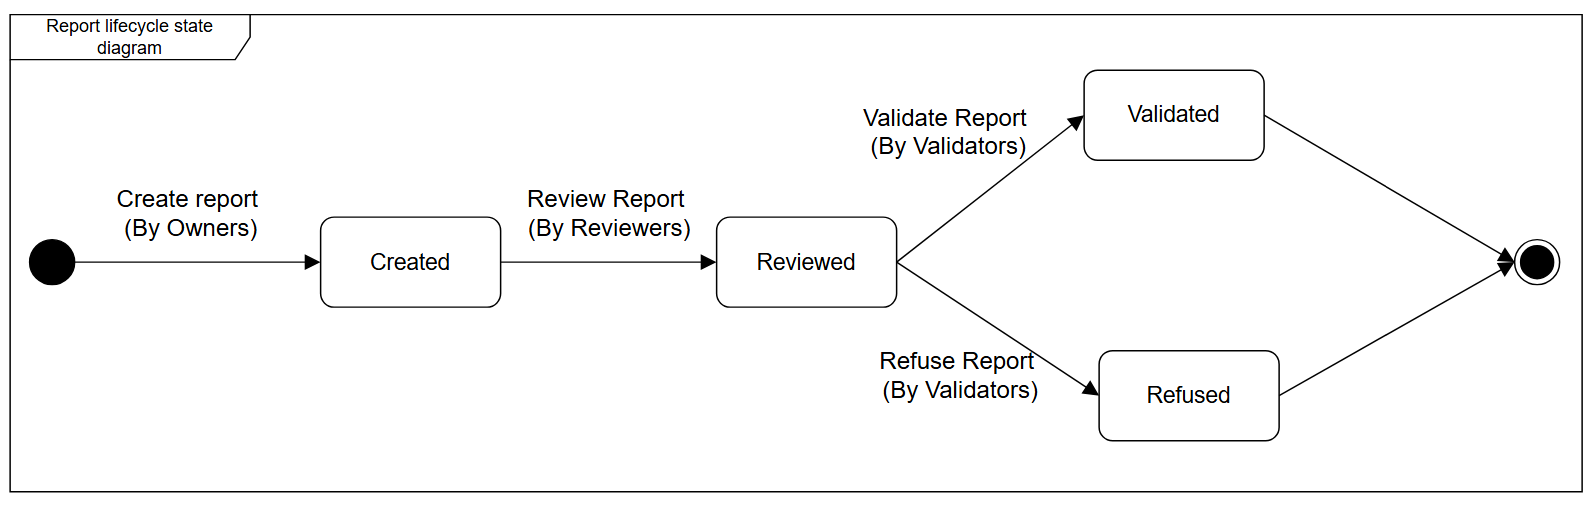 Report lifecycle state
diagram
Create report
(By Owners)
Created
Review Report
(By Reviewers)
Reviewed
Validate Report
(By Validators)
Validated
Refuse Report
(By Validators)
Refused